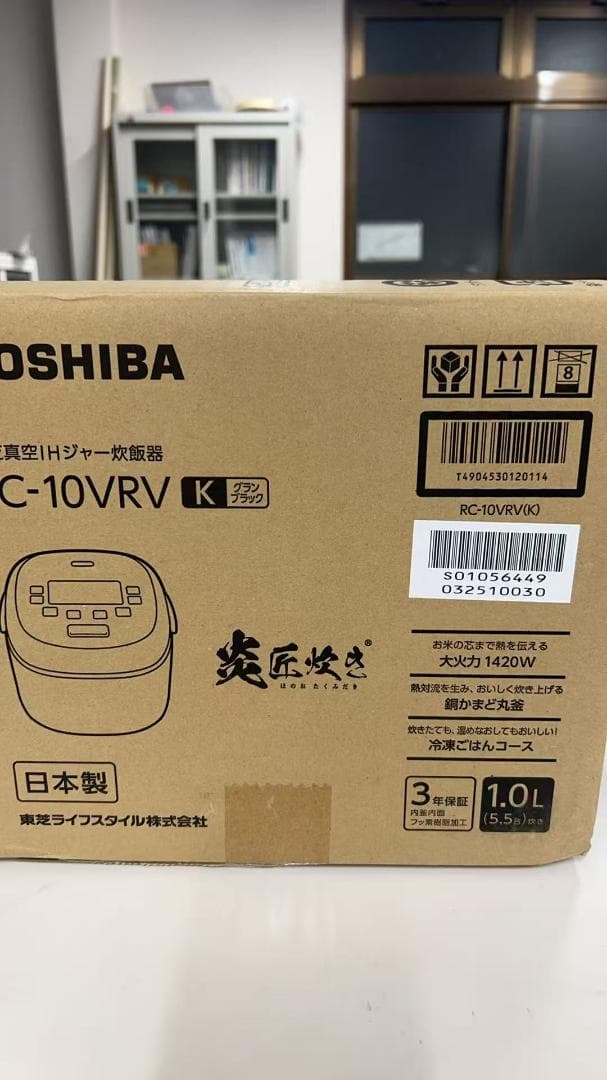 OSHIBA
真空IHジャー炊飯器
C-10VRV K グラン
ブラック
8
T4904530120114
RC-10VRV(K)
S01056449
032510030
炎匠炊き®
ほのおたくみだき
お米の芯まで熱を伝える
大火力1420W
熱対流を生み、おいしく炊き上げる
銅かまど丸釜
炊きたても、温めなおしてもおいしい!
冷凍ごはんコース
日本製
東芝ライフスタイル株式会社
3年保証
内釜内面
フッ素樹脂加工
1.0L
(5.5合)炊き